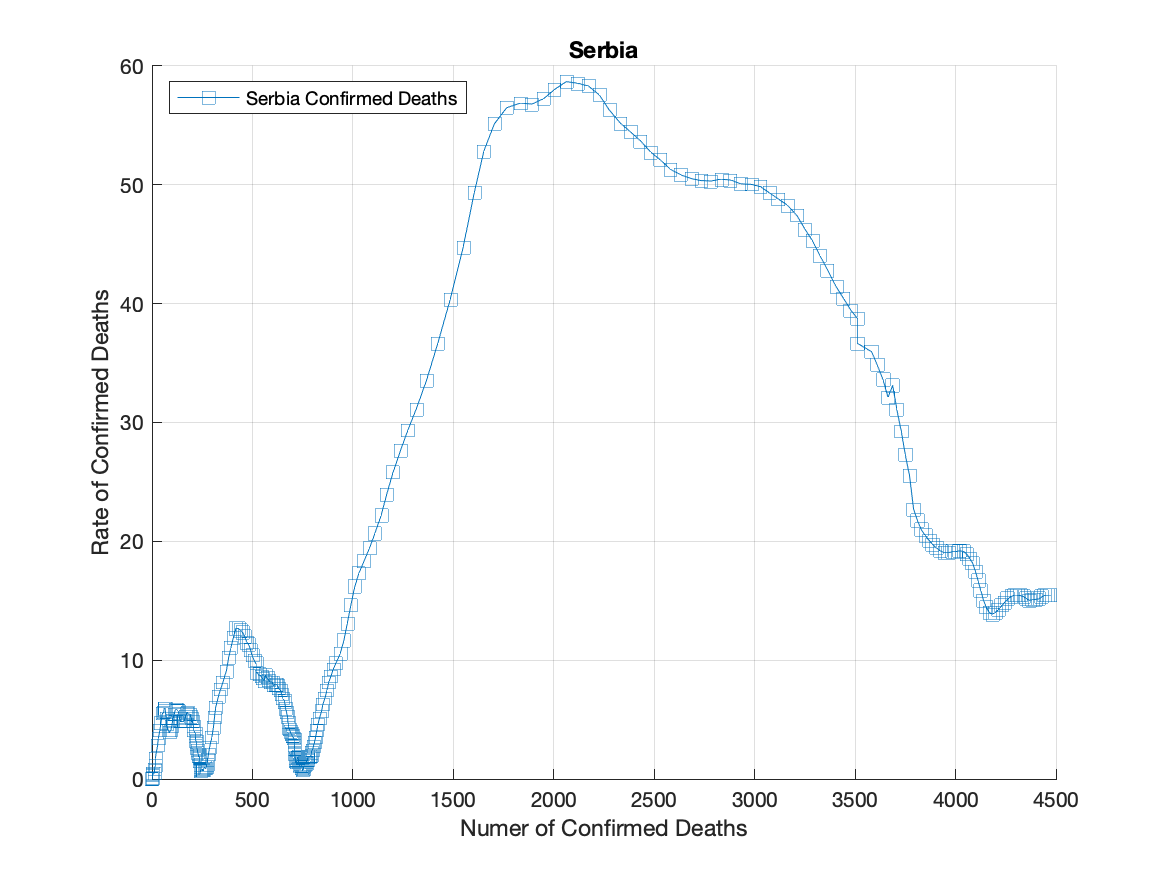 Serbia
Serbia Confirmed Deaths
Rate of Confirmed Deaths
60
50
40
30
20
10
0
0 500 1000 1500 2000 2500 3000 3500 4000 4500
Numer of Confirmed Deaths